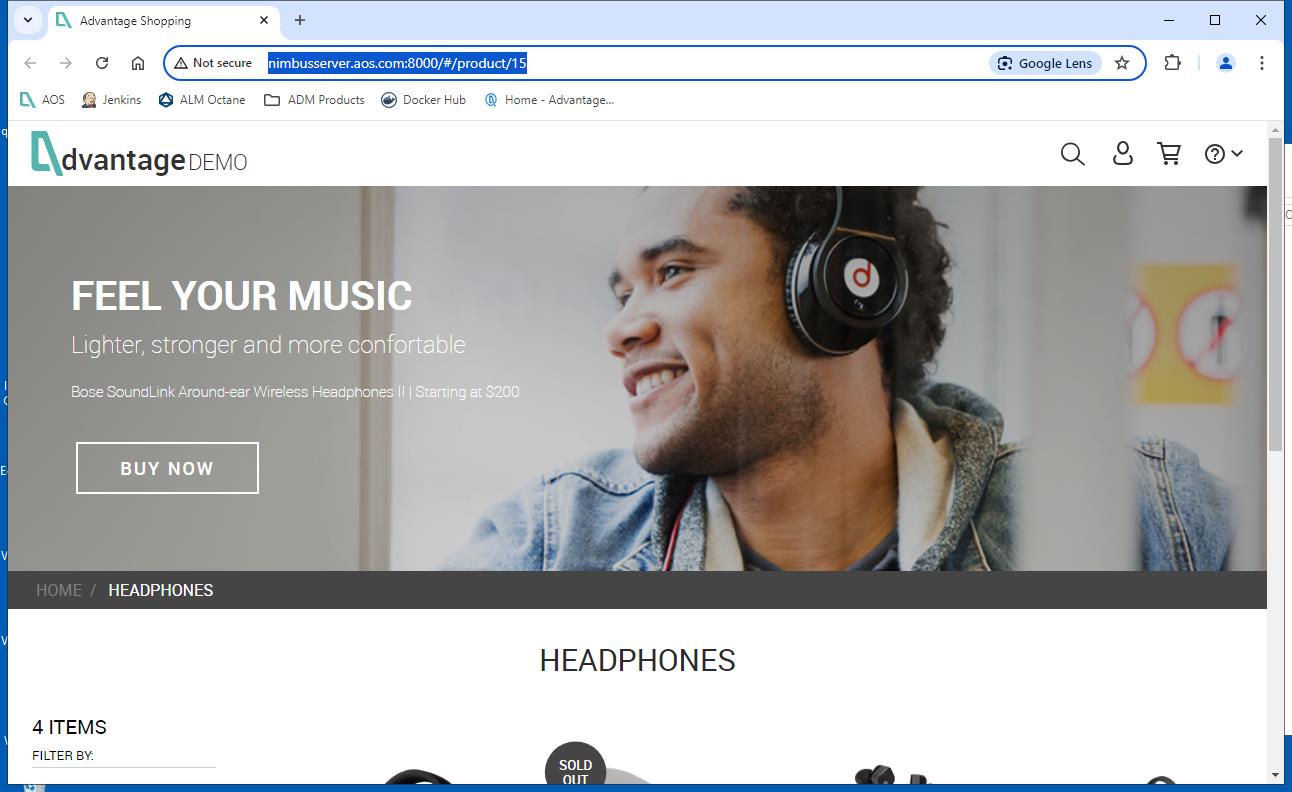 Advantage Shopping
Not secure
nimbusserver.aos.com:8000/#/product/15
Google Lens
AOS
Jenkins
ALM Octane
ADM Products
Docker Hub
Home - Advantage...
dvantage DEMO
FEEL YOUR MUSIC
Lighter, stronger and more confortable
Bose SoundLink Around-ear Wireless Headphones II | Starting at $200
BUY NOW
HOME / HEADPHONES
HEADPHONES
4 ITEMS
FILTER BY:
SOLD
OUT